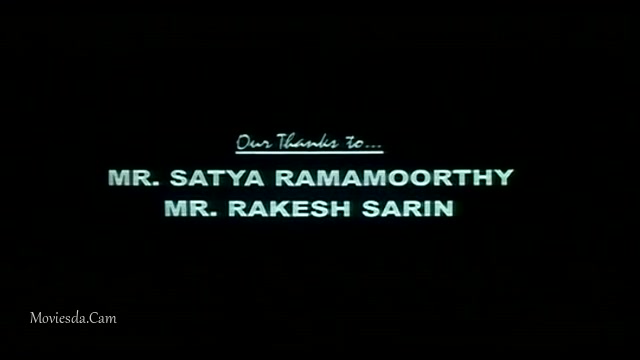 Our Thanks to...
MR. SATYA RAMAMOORTHY
MR. RAKESH SARIN
Moviesda.Cam